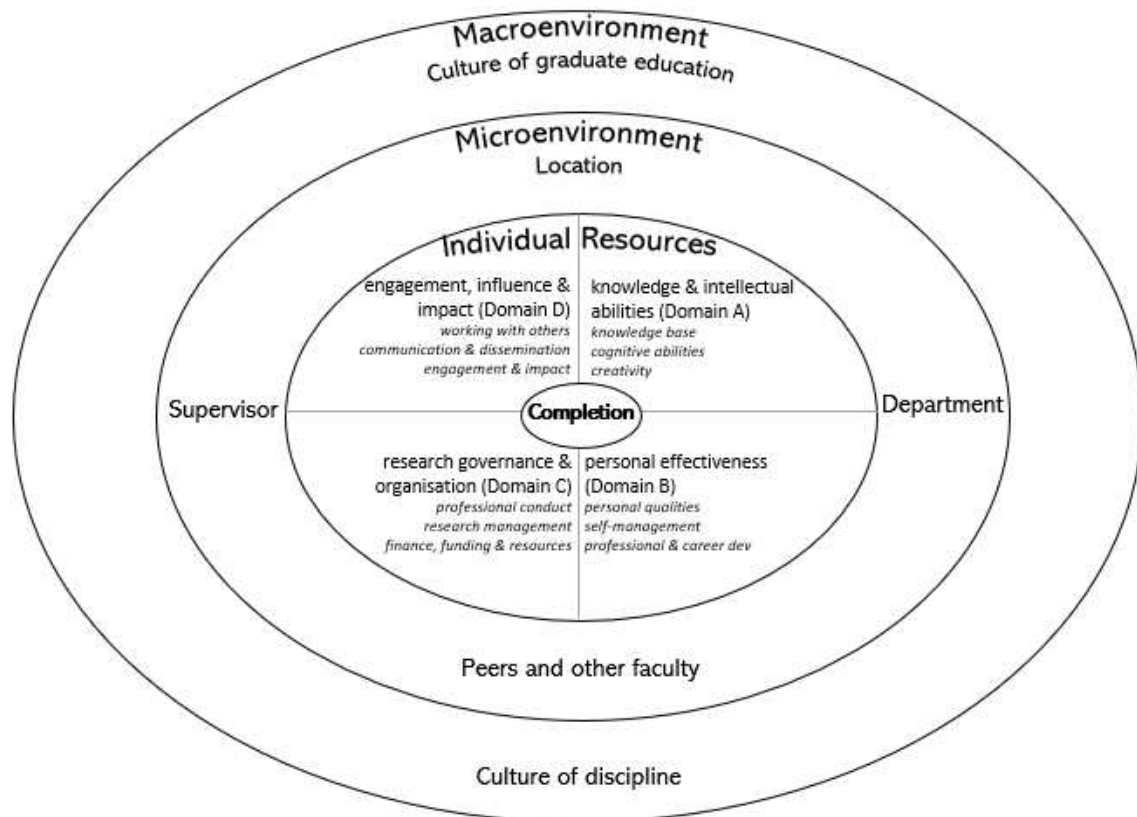 Macroenvironment
Culture of graduate education
Microenvironment
Location
Individual Resources
engagement, influence &
impact (Domain D)
working with others
communication & dissemination
engagement & impact
knowledge & intellectual
abilities (Domain A)
knowledge base
cognitive abilities
creativity
Supervisor
Completion
Department
research governance &
organisation (Domain C)
professional conduct
research management
finance, funding & resources
personal effectiveness
(Domain B)
personal qualities
self-management
professional & career dev
Peers and other faculty
Culture of discipline